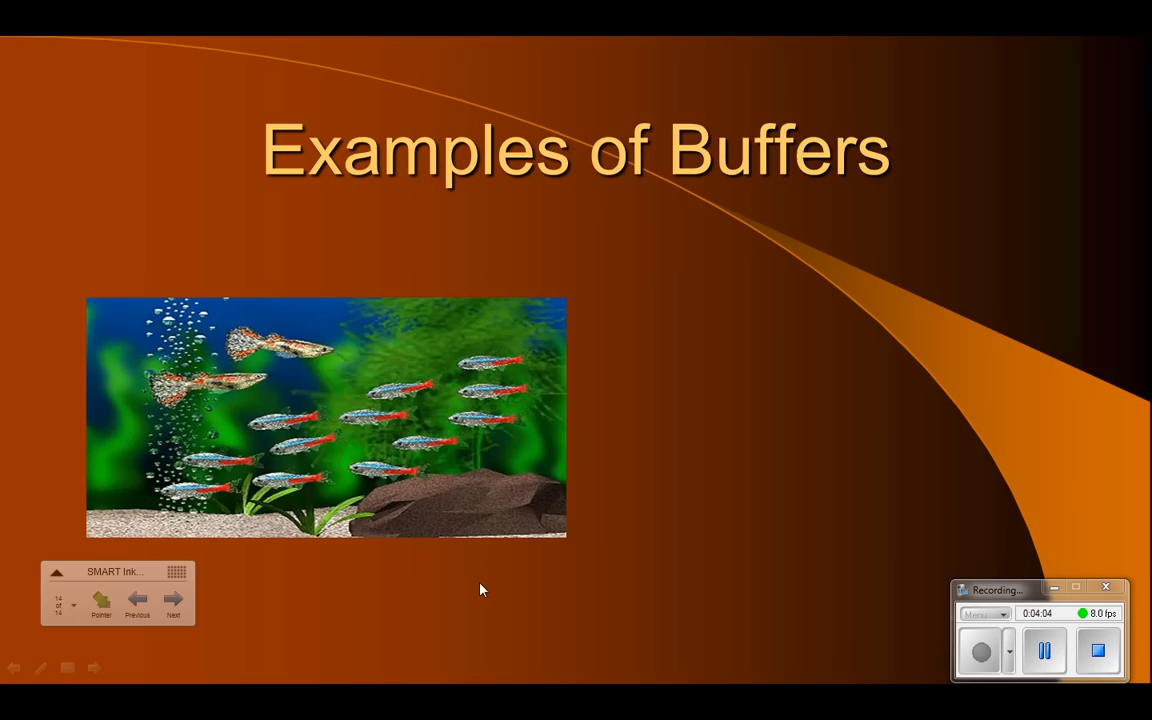 Examples of Buffers
SMART Ink...
14
of
14
Pointer
Previous
Next
Recording...
Menu
0:04:04
8.0 fps